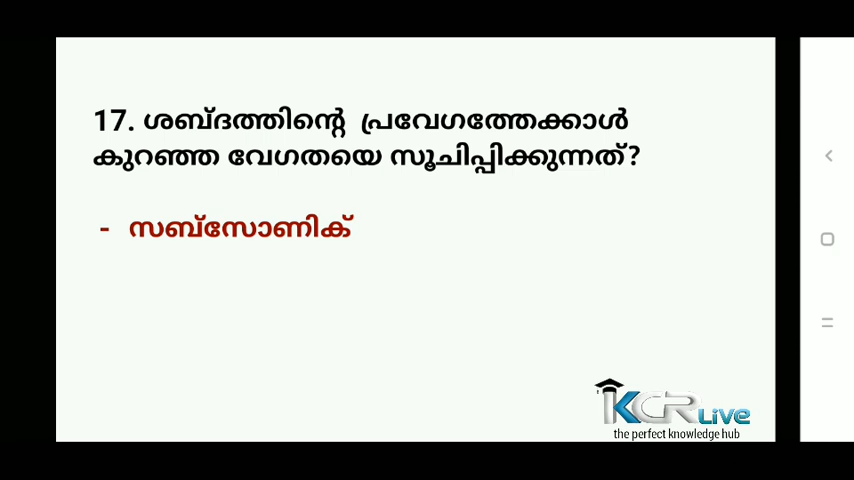 17. ശബ്ദത്തിന്റെ പ്രവേഗത്തേക്കാൾ
കുറഞ്ഞ വേഗതയെ സൂചിപ്പിക്കുന്നത്?
- സബ്സോണിക്
KCR LIVE
the perfect knowledge hub